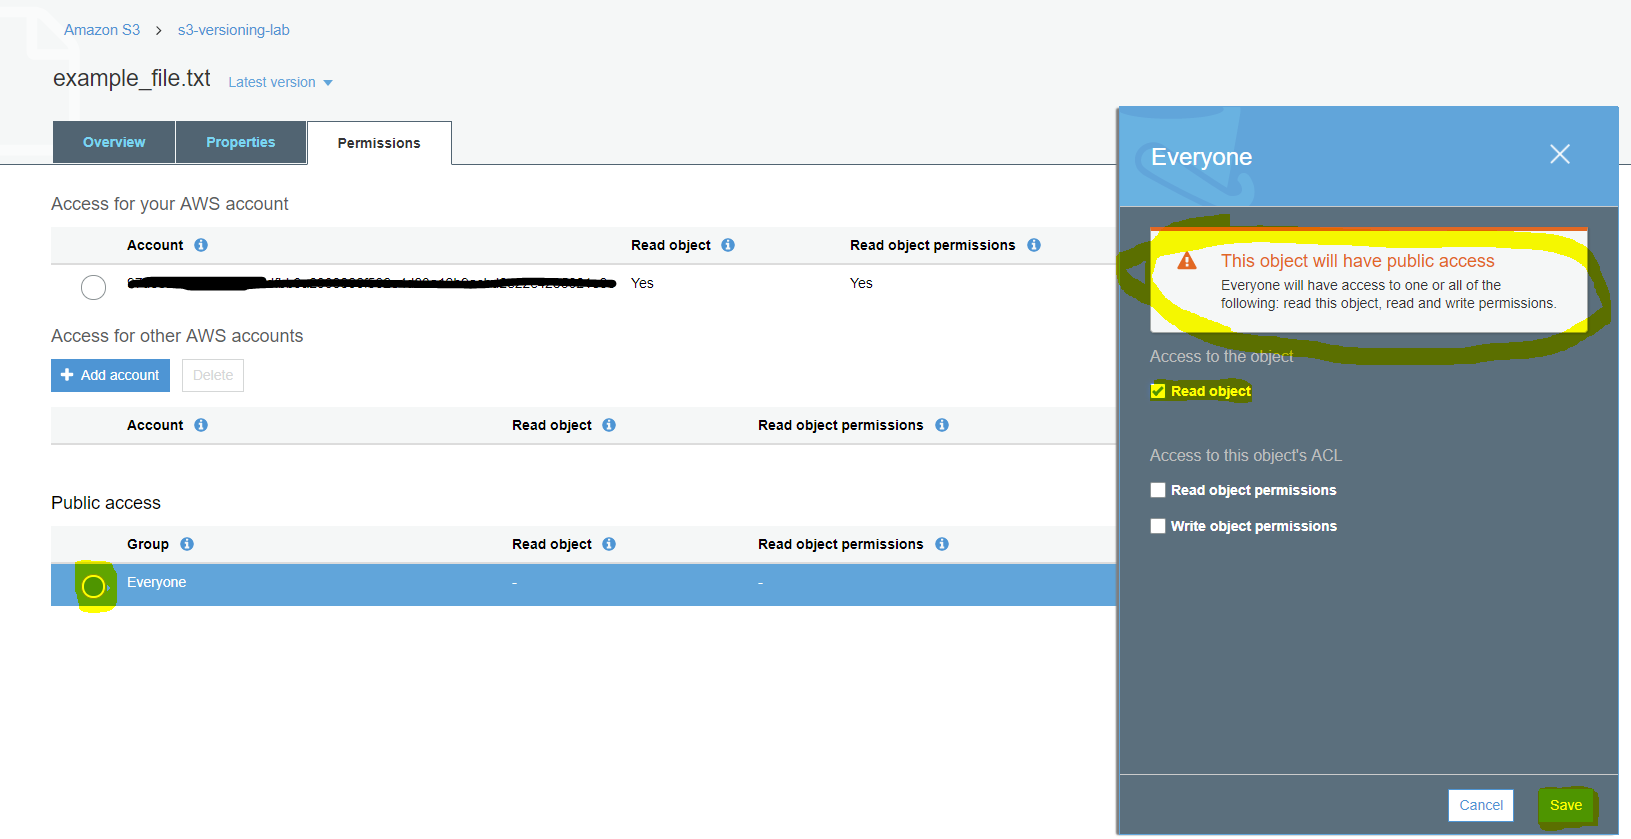 Amazon S3 > s3-versioning-lab
example_file.txt Latest version
Overview Properties Permissions
Access for your AWS account
Account Read object Read object permissions
Yes Yes
Access for other AWS accounts
+ Add account Delete
Account Read object Read object permissions
Public access
Group Read object Read object permissions
Everyone - -
Everyone
This object will have public access
Everyone will have access to one or all of the
following: read this object, read and write permissions.
Access to the object
Read object
Access to this object's ACL
Read object permissions
Write object permissions
Cancel Save